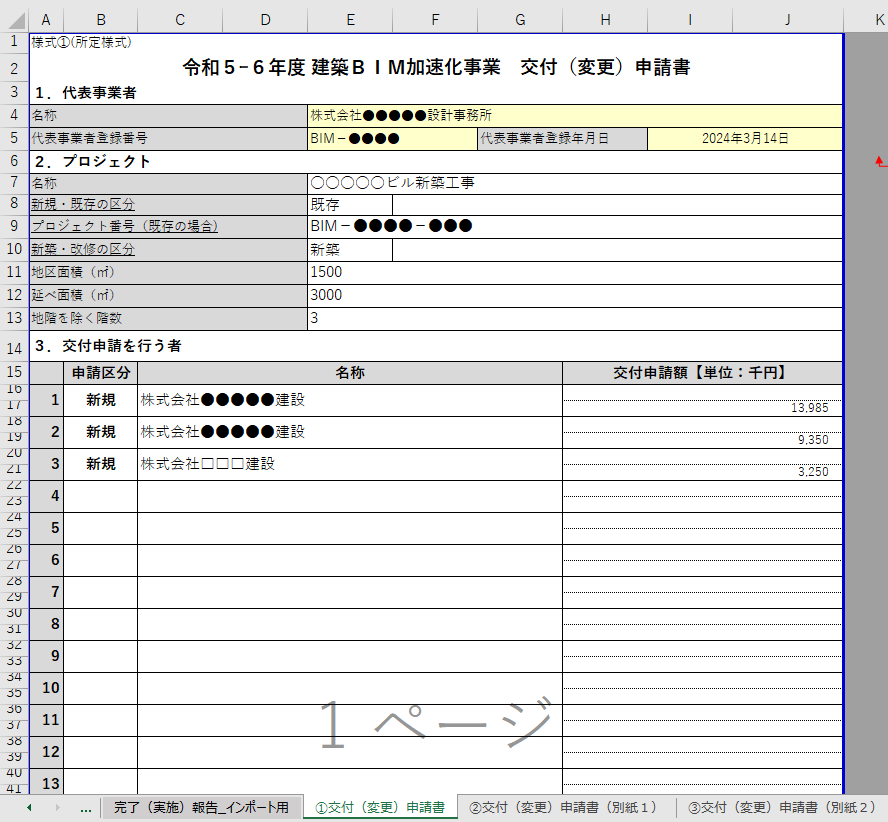 A B C D E F G H I J K
1 様式①(所定様式)
2 令和５−６年度 建築ＢＩＭ加速化事業　交付（変更）申請書
3 １．代表事業者
4 名称 株式会社●●●●●設計事務所
5 代表事業者登録番号 BIM−●●●● 代表事業者登録年月日 2024年3月14日
6 ２．プロジェクト
7 名称 〇〇〇〇〇ビル新築工事
8 新規・既存の区分 既存
9 プロジェクト番号（既存の場合） BIM−●●●●−●●●
10 新築・改修の区分 新築
11 地区面積（㎡） 1500
12 延べ面積（㎡） 3000
13 地階を除く階数 3
14 ３．交付申請を行う者
15 申請区分 名称 交付申請額【単位：千円】
16
17 1 新規 株式会社●●●●●建設 13,985
18
19 2 新規 株式会社●●●●●建設 9,350
20
21 3 新規 株式会社□□□建設 3,250
22
23 4
24
25 5
26
27 6
28
29 7
30
31 8
32
33 9
34
35 10
36
37 11
１ ページ
38
39 12
40
41 13
... 完了（実施）報告_インポート用 ①交付（変更）申請書 ②交付（変更）申請書（別紙１） ③交付（変更）申請書（別紙２）